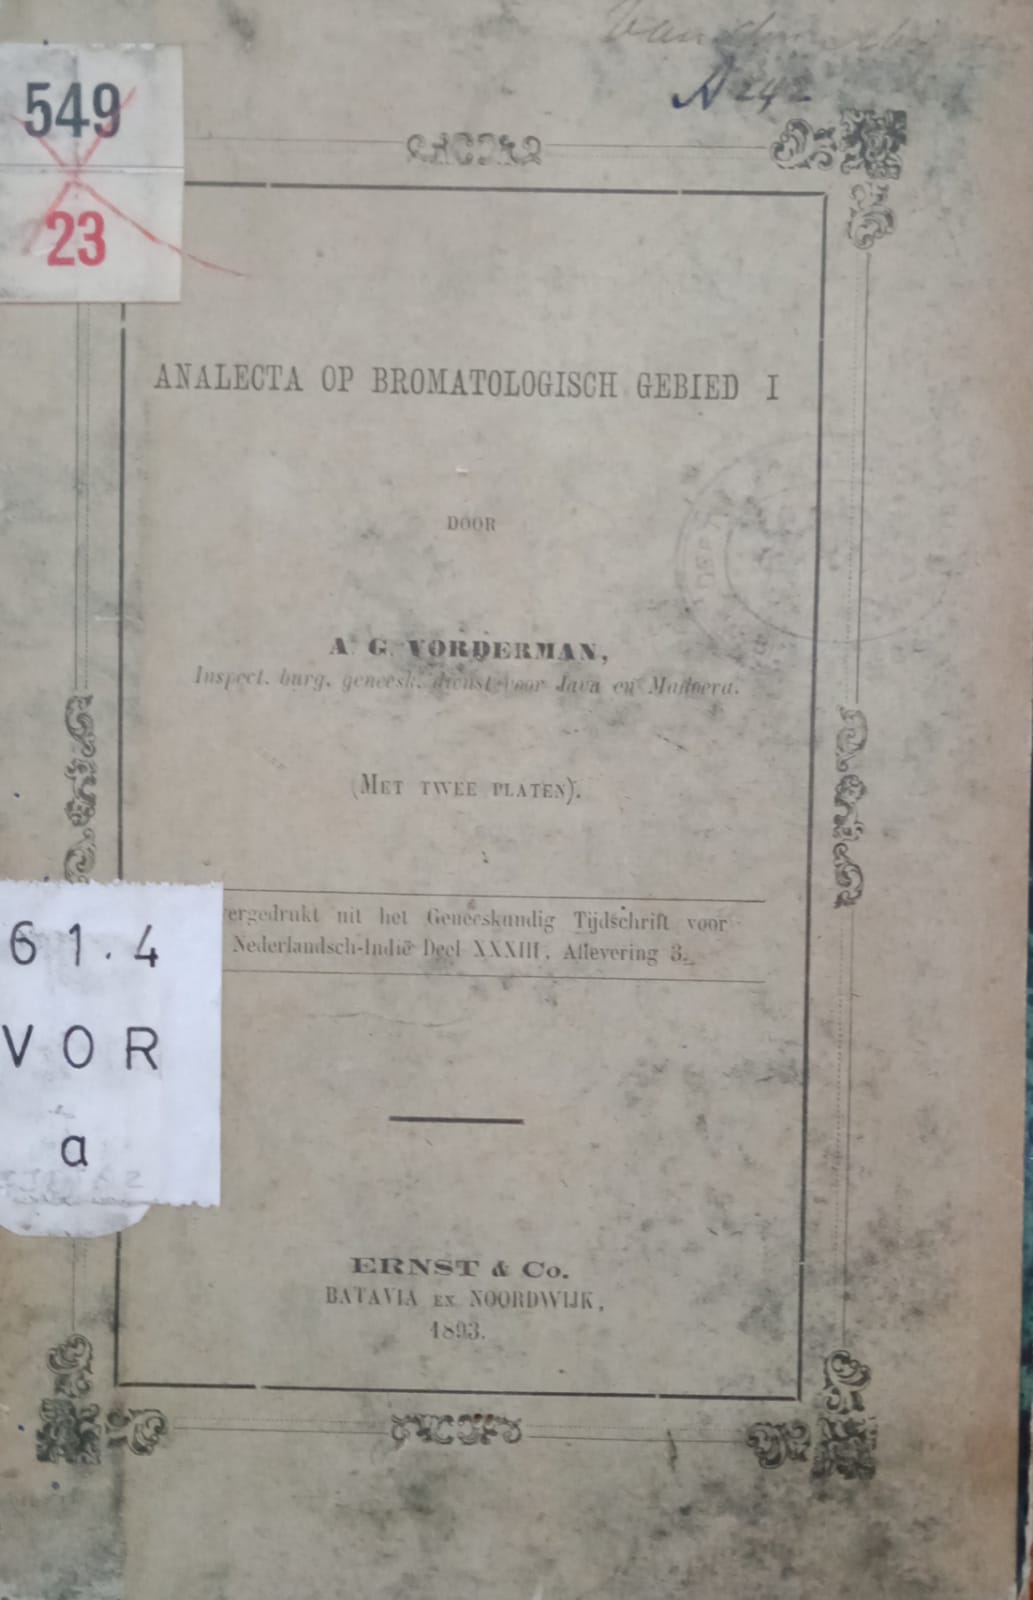 A 242
549
23
ANALECTA OP BROMATOLOGISCH GEBIED I
DOOR
A. G. VORDERMAN,
Inspect. burg. geneesk. dienst voor Java en Madoera.
(MET TWEE PLATEN).
ergedrukt uit het Geneeskundig Tijdschrift voor
Nederlandsch-Indië Deel XXXIII, Aflevering 3.
61.4
VOR
a
ERNST & Co.
BATAVIA EN NOORDWIJK,
1893.